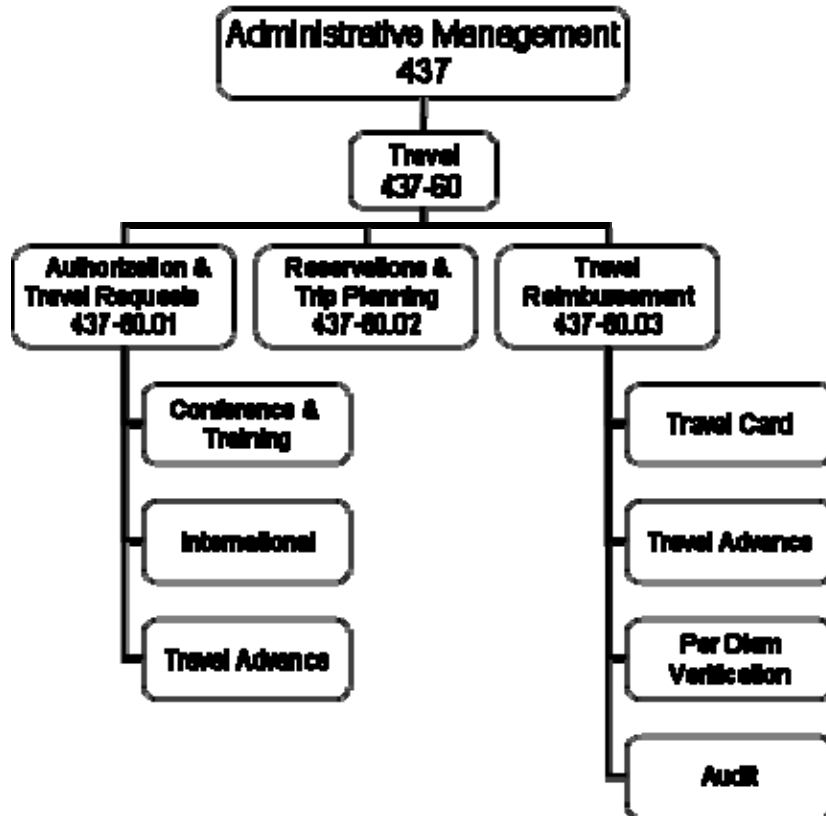 Administrative Management
437
Travel
437-60
Authorization &
Travel Requests
437-60.01
Reservations &
Trip Planning
437-60.02
Travel
Reimbursement
437-60.03
Conference &
Training
International
Travel Advance
Travel Card
Travel Advance
Per Diem
Verification
Audit